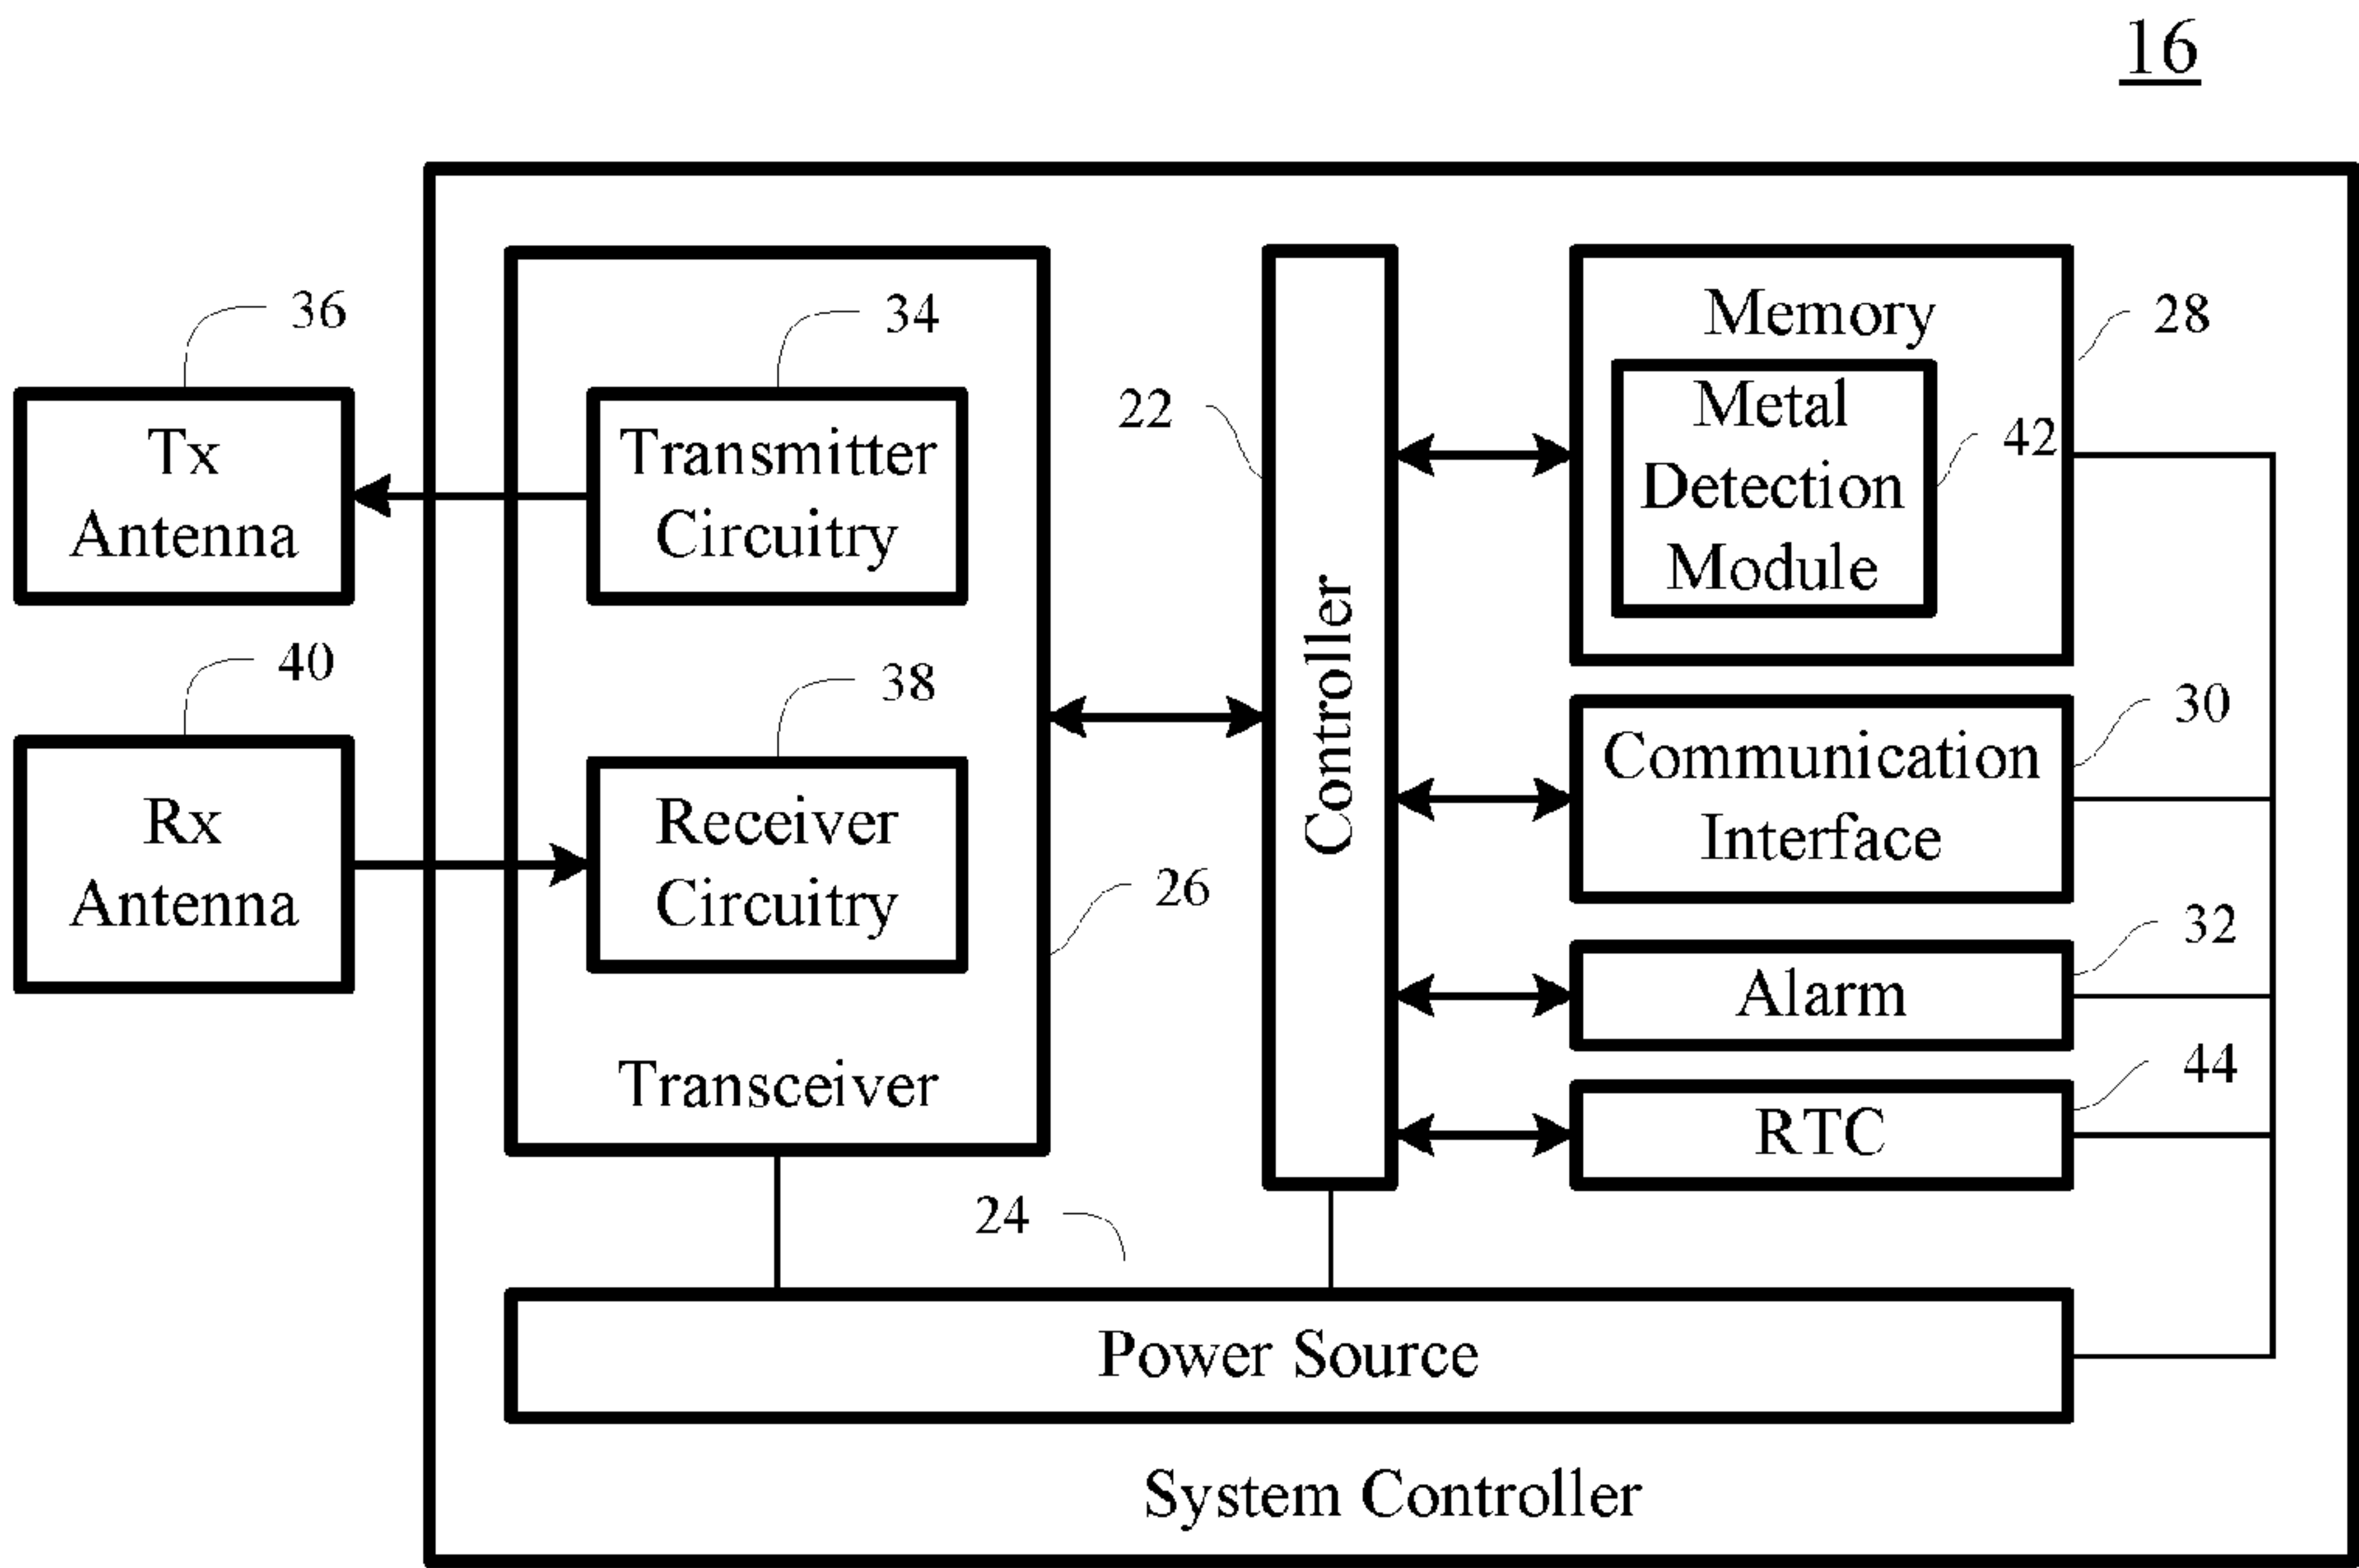 16
36
Tx
Antenna
34
Transmitter
Circuitry
40
Rx
Antenna
38
Receiver
Circuitry
26
Transceiver
22
Controller
Memory
28
Metal
Detection
Module
42
Communication
Interface
30
Alarm
32
RTC
44
24
Power Source
System Controller